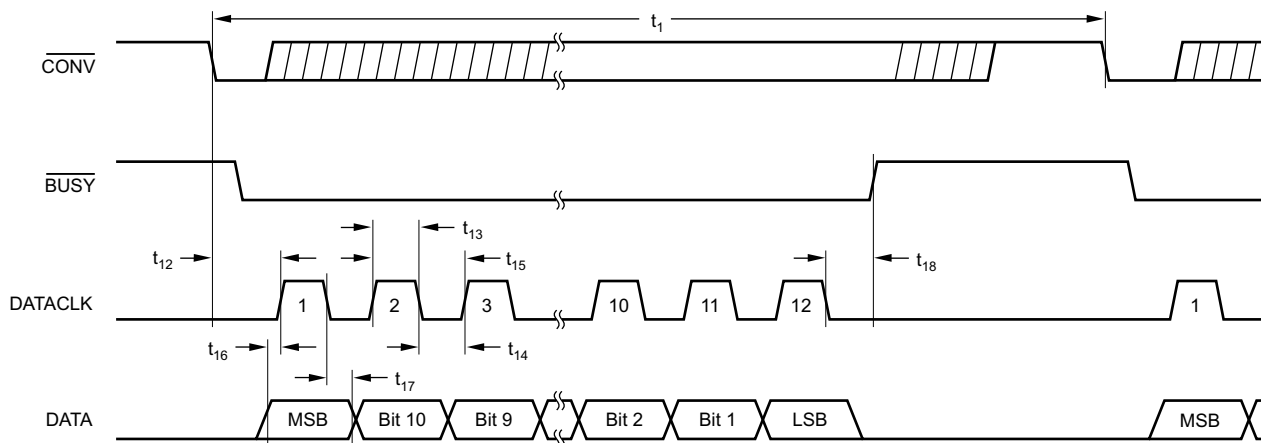 t1
CONV
BUSY
t13
t12
t15
t18
DATACLK
1
2
3
10
11
12
1
t16
t14
t17
DATA
MSB
Bit 10
Bit 9
Bit 2
Bit 1
LSB
MSB